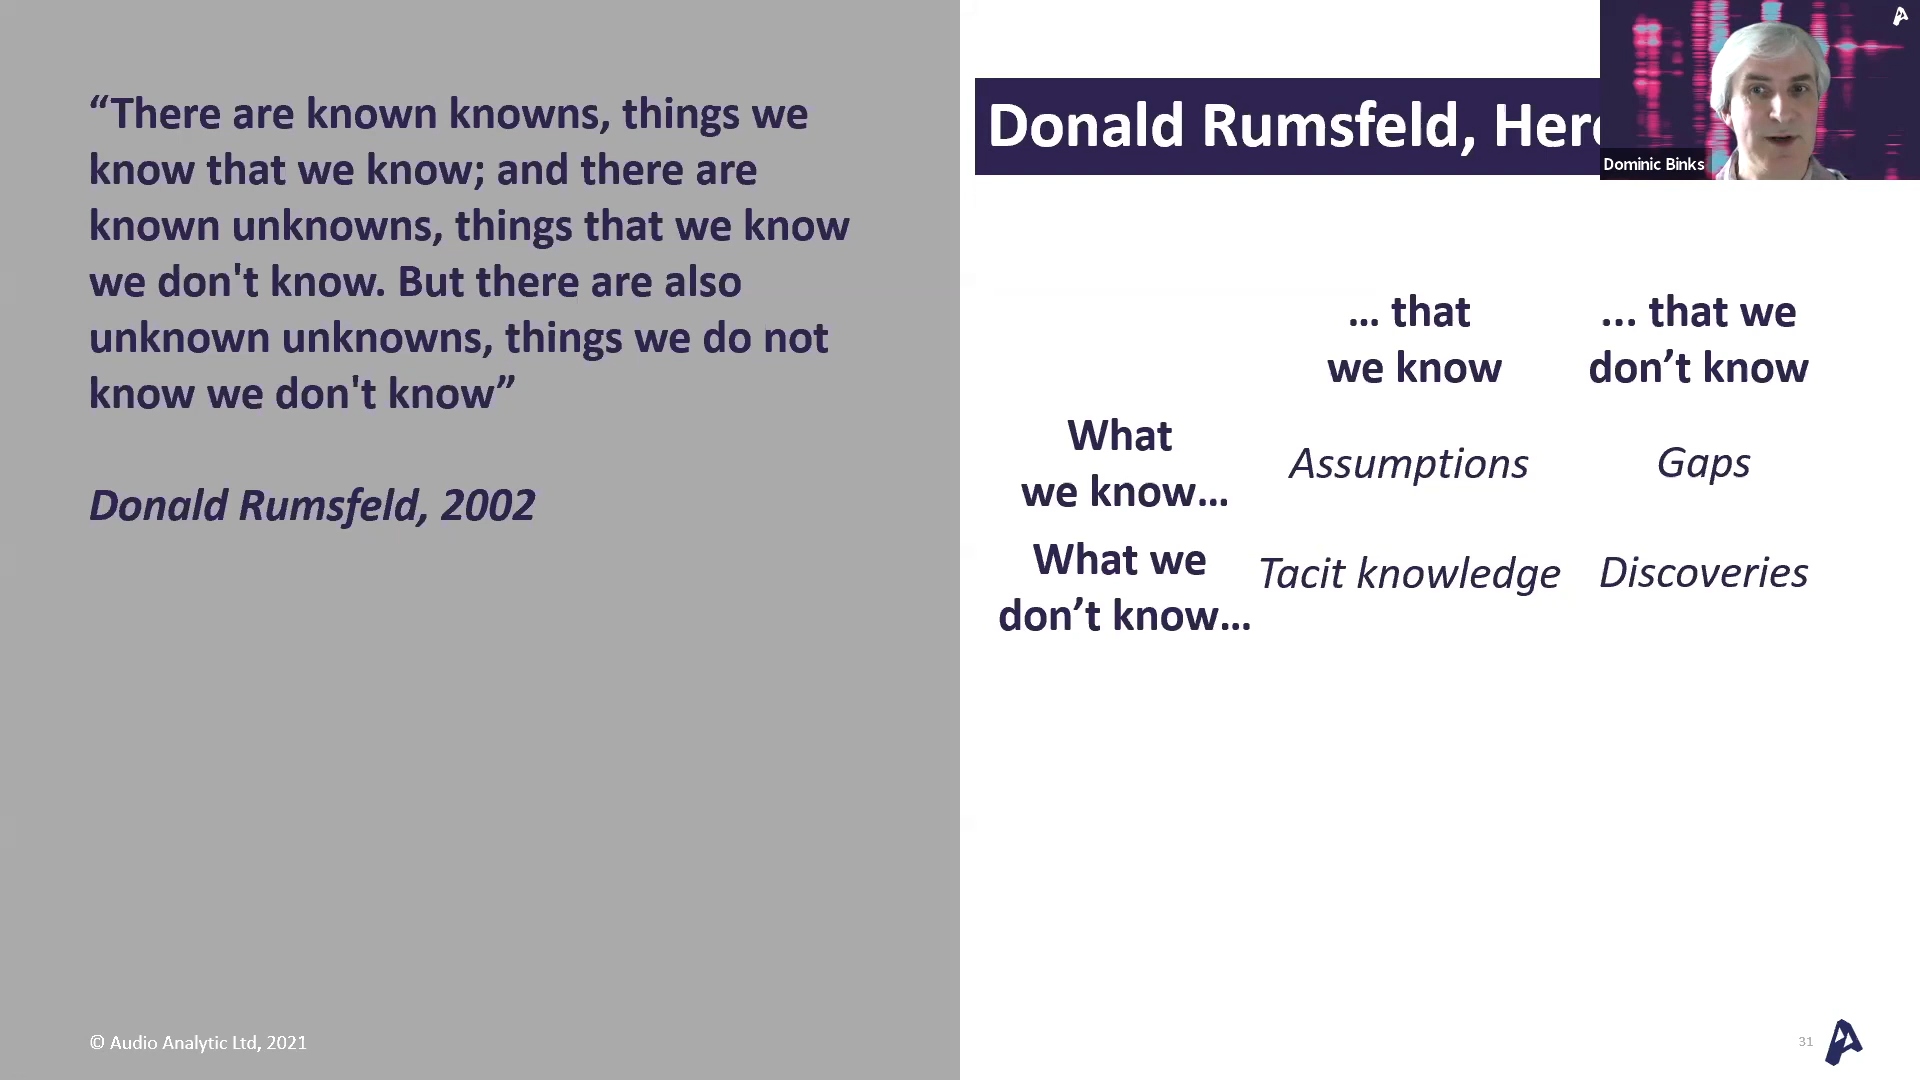 “There are known knowns, things we
know that we know; and there are
known unknowns, things that we know
we don't know. But there are also
unknown unknowns, things we do not
know we don't know”
Donald Rumsfeld, 2002
© Audio Analytic Ltd, 2021
Donald Rumsfeld,
Dominic Binks
... that
we know
... that we
don’t know
What
we know...
Assumptions
Gaps
What we
don’t know...
Tacit knowledge
Discoveries
31